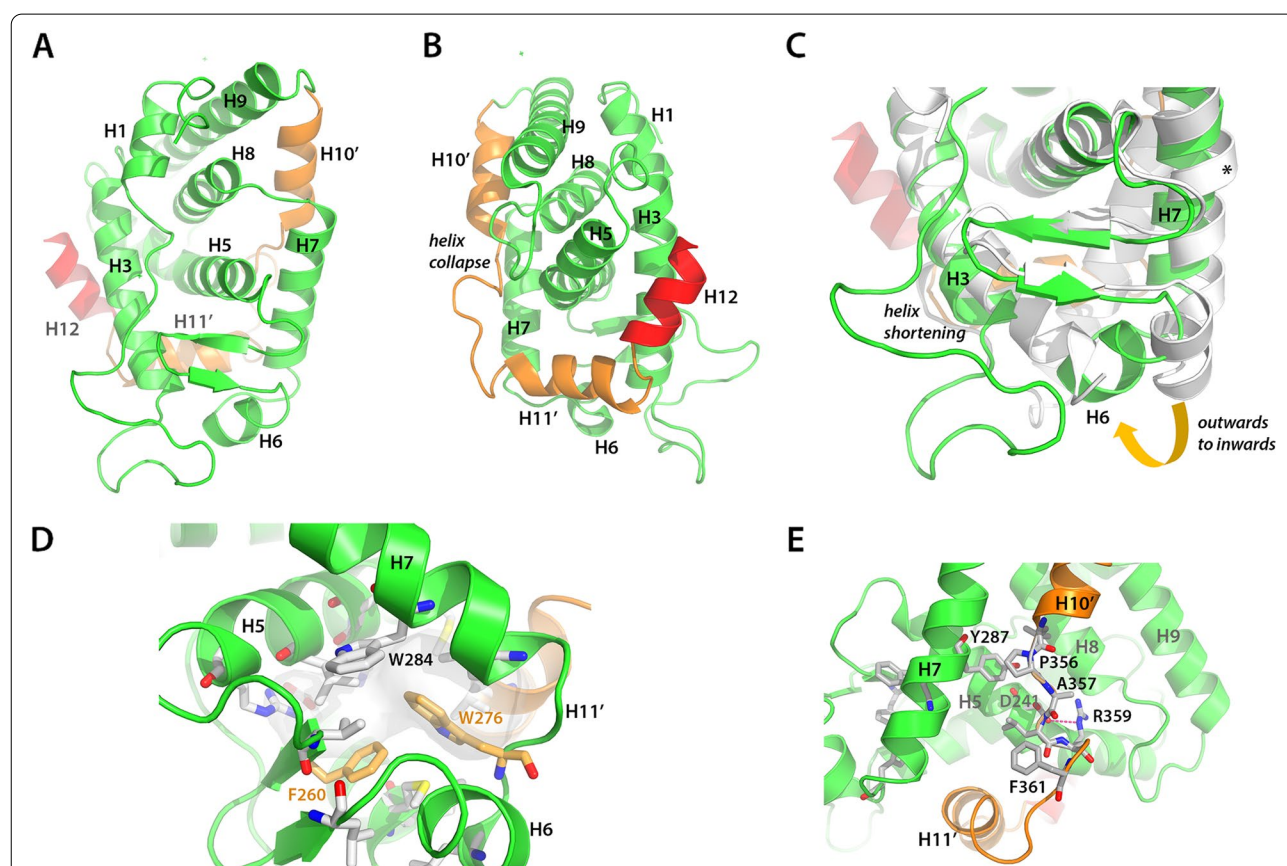 A
H9
H1
H10′
H8
H5
H7
H3
H12
H11′
H6
B
H1
H9
H10′
H8
H3
H5
helix
collapse
H12
H7
H11′
H6
C
*
H7
H3
helix
shortening
H6
outwards
to inwards
D
H7
H5
W284
W276
H11′
F260
H6
E
H10′
Y287
H9
H8
H7
P356
A357
H5
D241
R359
F361
H11′